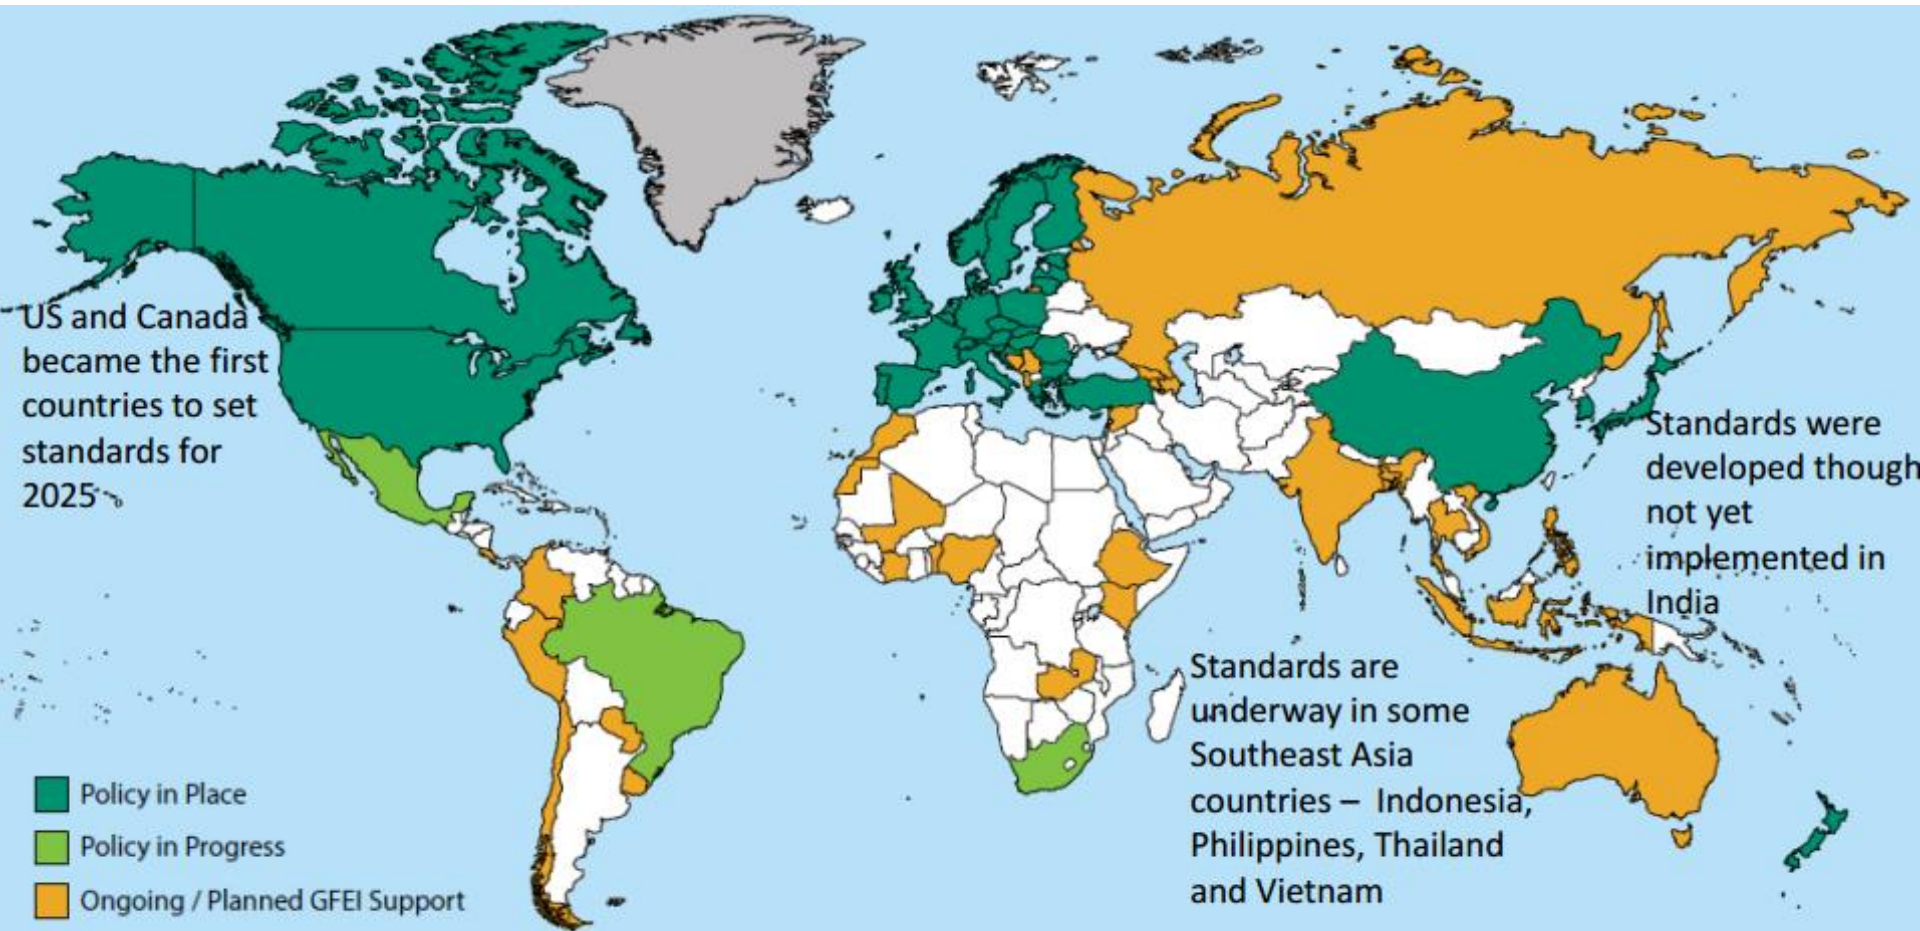 US and Canada
became the first
countries to set
standards for
2025
Standards were
developed though
not yet
implemented in
India
Standards are
underway in some
Southeast Asia
countries – Indonesia,
Philippines, Thailand
and Vietnam
Policy in Place
Policy in Progress
Ongoing / Planned GFEI Support